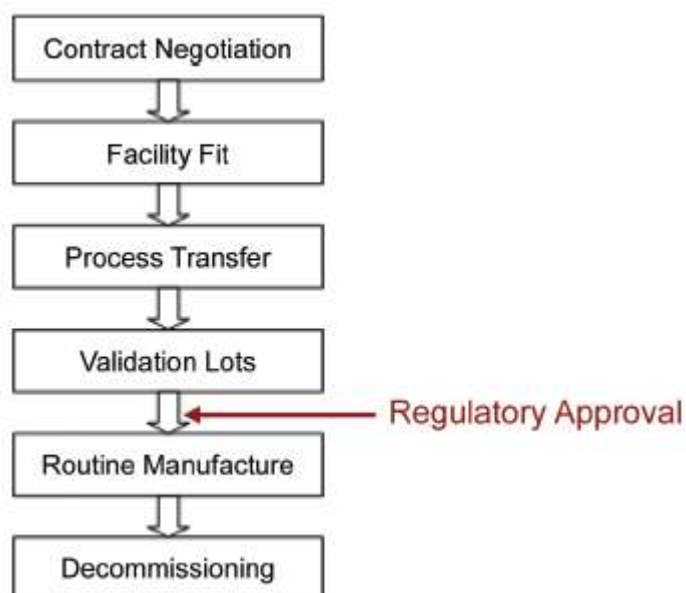 Contract Negotiation
Facility Fit
Process Transfer
Validation Lots
Regulatory Approval
Routine Manufacture
Decommissioning